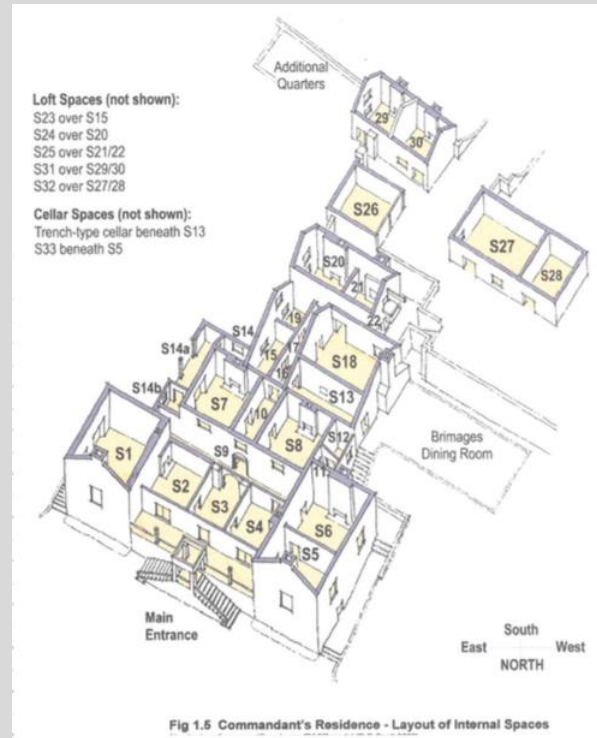 Additional
Quarters
Loft Spaces (not shown):
S23 over S15
S24 over S20
S25 over S21/22
S31 over S29/30
S32 over S27/28
Cellar Spaces (not shown):
Trench-type cellar beneath S13
S33 beneath S5
29
30
S26
S27
S28
S20
21
22
19
S14
17
15
S18
S14a
16
S13
S14b
S7
10
S12
S8
11
Brimages
Dining Room
S1
S9
S2
S3
S4
S6
S5
Main
Entrance
South
East West
NORTH
Fig 1.5 Commandant's Residence - Layout of Internal Spaces